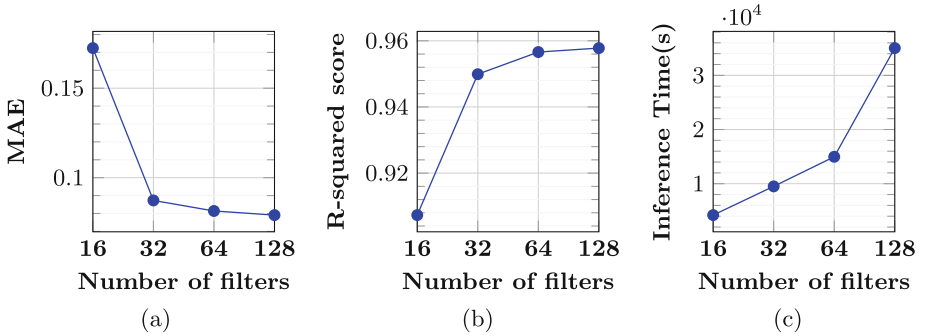 MAE
0.15
0.1
16 32 64 128
Number of filters
(a)
R-squared score
0.96
0.94
0.92
16 32 64 128
Number of filters
(b)
Inference Time(s)
·10⁴
3
2
1
16 32 64 128
Number of filters
(c)